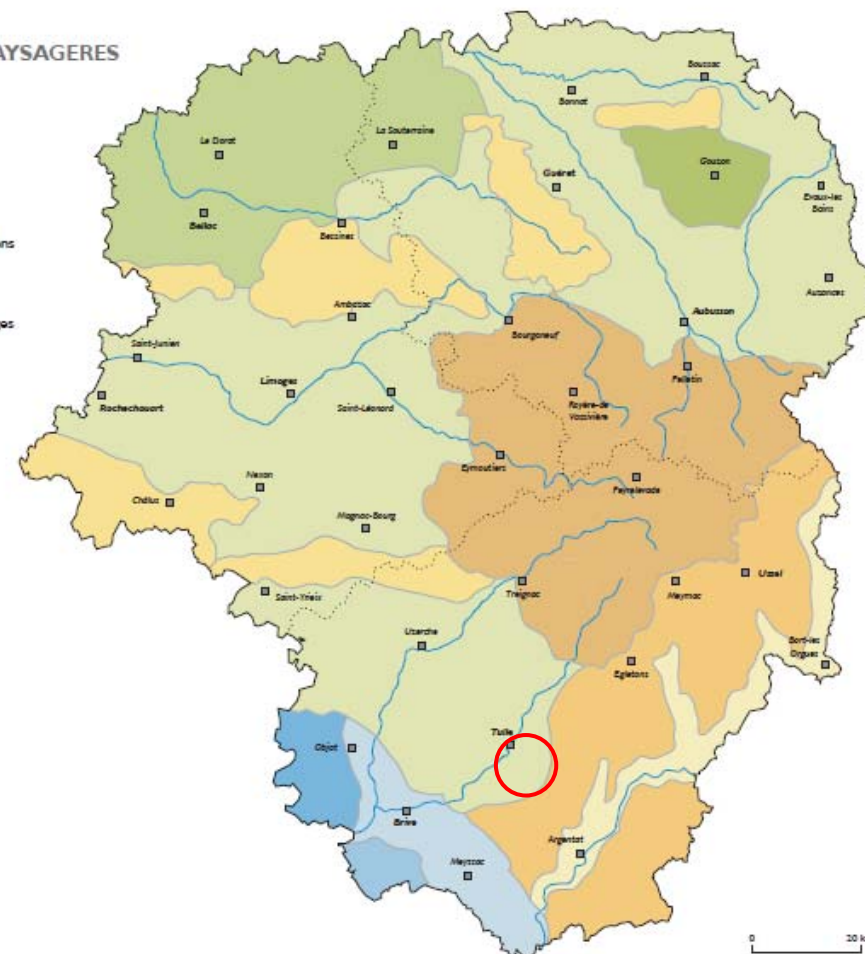 AYSAGERES
Boussac
Bonnat
La Souterraine
Le Dorat
Guéret
Gouzon
Evaux-les
Bains
Bellac
Bessines
ns
Auzances
Ambazac
ges
Bourganeuf
Aubusson
Saint-Junien
Felletin
Limoges
Saint-Léonard
Royère-de
Vassivière
Rochechouart
Eymoutiers
Nexon
Peyrelevade
Châlus
Magnac-Bourg
Ussel
Saint-Yrieix
Treignac
Meymac
Uzerche
Bort-les
Orgues
Egletons
Tulle
Objat
Brive
Argentat
Meyssac
0
20 k